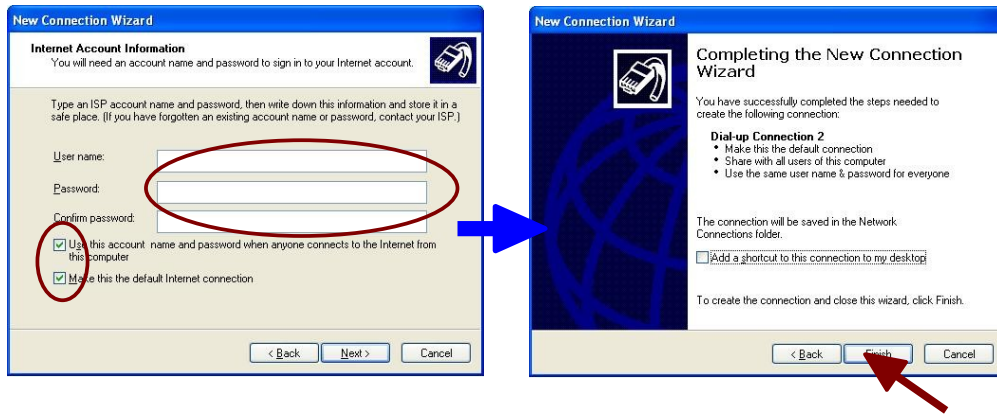 New Connection Wizard
Internet Account Information
You will need an account name and password to sign in to your Internet account.
Type an ISP account name and password, then write down this information and store it in a
safe place. (If you have forgotten an existing account name or password, contact your ISP.)
User name:
Password:
Confirm password:
Use this account name and password when anyone connects to the Internet from
this computer
Make this the default Internet connection
< Back
Next >
Cancel
New Connection Wizard
Completing the New Connection
Wizard
You have successfully completed the steps needed to
create the following connection:
Dial-up Connection 2
• Make this the default connection
• Share with all users of this computer
• Use the same user name & password for everyone
The connection will be saved in the Network
Connections folder.
Add a shortcut to this connection to my desktop
To create the connection and close this wizard, click Finish.
< Back
Finish
Cancel